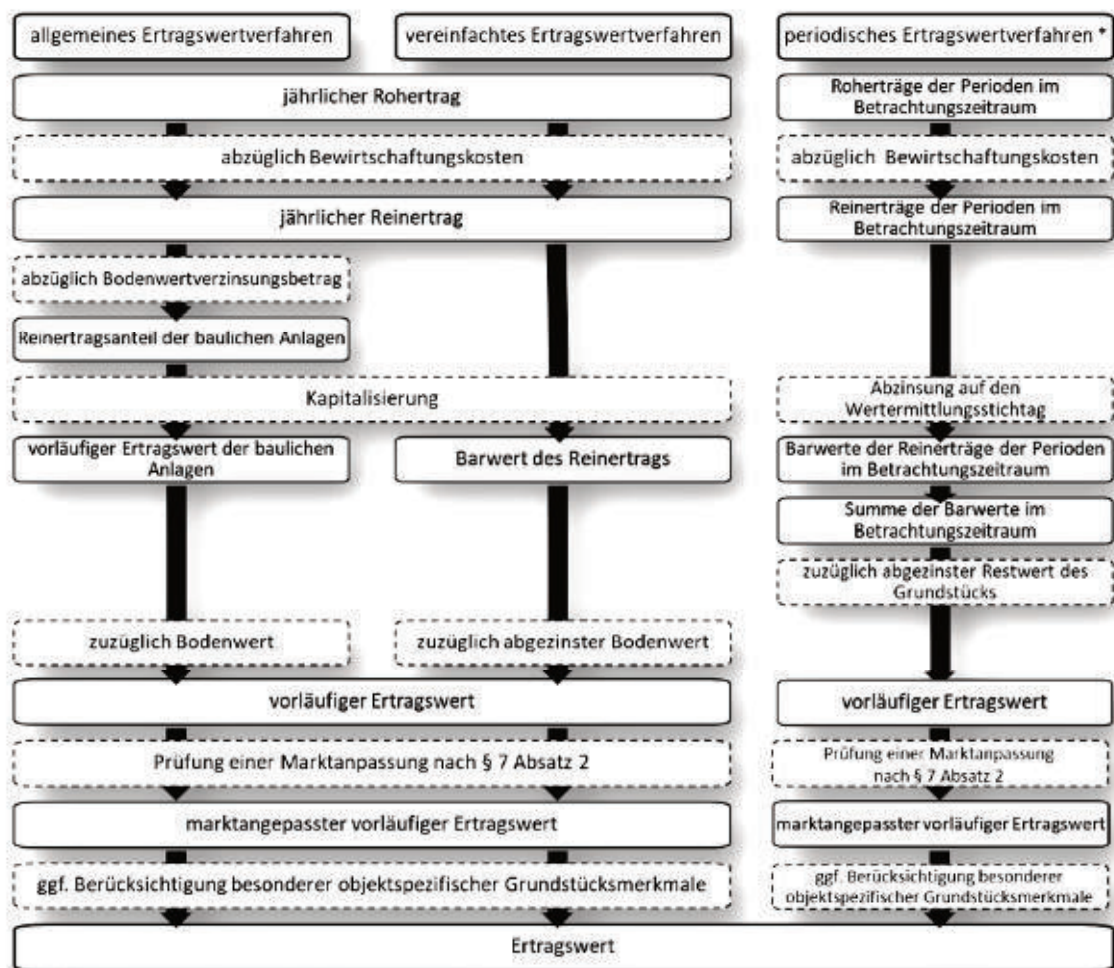 allgemeines Ertragswertverfahren
vereinfachtes Ertragswertverfahren
periodisches Ertragswertverfahren *
jährlicher Rohertrag
Roherträge der Perioden im
Betrachtungszeitraum
abzüglich Bewirtschaftungskosten
abzüglich Bewirtschaftungskosten
jährlicher Reinertrag
Reinerträge der Perioden im
Betrachtungszeitraum
abzüglich Bodenwertverzinsungsbetrag
Reinertragsanteil der baulichen Anlagen
Kapitalisierung
Abzinsung auf den
Wertermittlungsstichtag
vorläufiger Ertragswert der baulichen
Anlagen
Barwert des Reinertrags
Barwerte der Reinerträge der Perioden
im Betrachtungszeitraum
Summe der Barwerte im
Betrachtungszeitraum
zuzüglich abgezinster Restwert des
Grundstücks
zuzüglich Bodenwert
zuzüglich abgezinster Bodenwert
vorläufiger Ertragswert
vorläufiger Ertragswert
Prüfung einer Marktanpassung nach § 7 Absatz 2
Prüfung einer Marktanpassung
nach § 7 Absatz 2
marktangepasster vorläufiger Ertragswert
marktangepasster vorläufiger Ertragswert
ggf. Berücksichtigung besonderer objektspezifischer Grundstücksmerkmale
ggf. Berücksichtigung besonderer
objektspezifischer Grundstücksmerkmale
Ertragswert